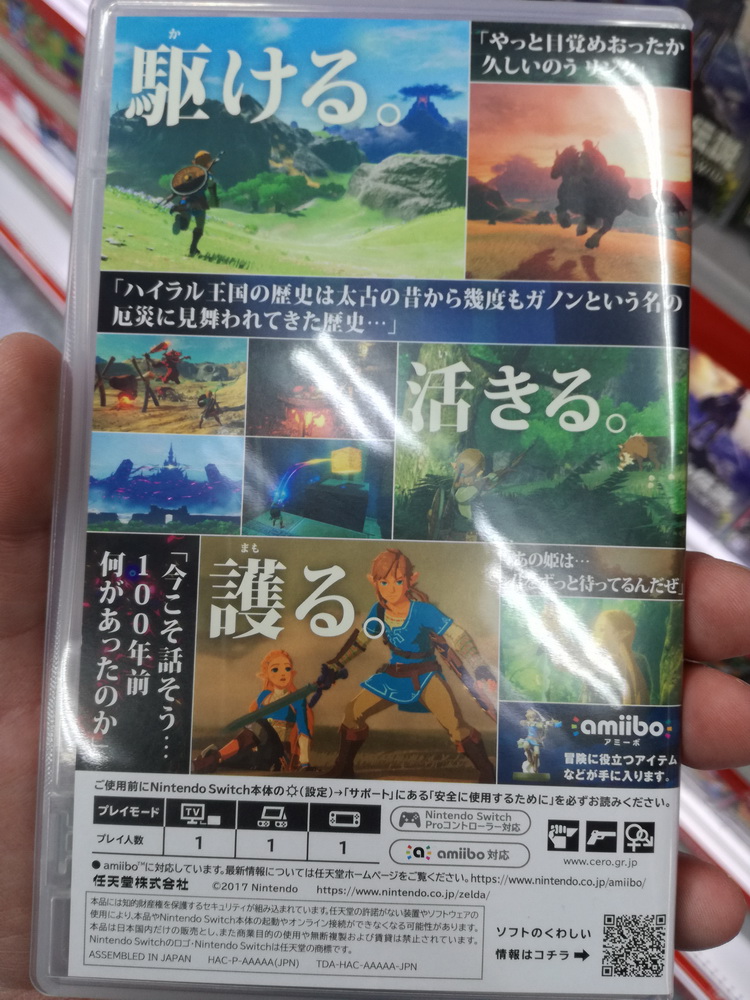 か
駆ける。
「やっと目覚めおったか
久しいのう リンク
「ハイラル王国の歴史は太古の昔から幾度もガノンという名の
厄災に見舞われてきた歴史…」
い
活きる。
「今こそ話そう…
100年前
何があったのか」
まも
護る。
あの姫は…
ずっと待ってるんだぜ」
amiibo
アミーボ
冒険に役立つアイテム
などが手に入ります。
ご使用前にNintendo Switch本体の(設定)→「サポート」にある「安全に使用するために」を必ずお読みください。
プレイモード TV
プレイ人数 1 1 1
Nintendo Switch
Proコントローラー対応
amiibo 対応
www.cero.gr.jp
●amiibo™に対応しています。最新情報については任天堂ホームページをご覧ください。https://www.nintendo.co.jp/amiibo/
任天堂株式会社 ©2017 Nintendo https://www.nintendo.co.jp/zelda/
本品には知的財産権を保護するセキュリティが組み込まれています。任天堂の許諾がない装置やソフトウェアの
使用により、本品やNintendo Switch本体の起動やオンライン接続ができなくなる可能性があります。
本品は日本国内だけの販売とし、また商業目的の使用や無断複製および賃貸は禁止されています。
Nintendo Switchのロゴ・Nintendo Switchは任天堂の商標です。
ASSEMBLED IN JAPAN HAC-P-AAAAA(JPN) TDA-HAC-AAAAA-JPN
ソフトのくわしい
情報はコチラ➡